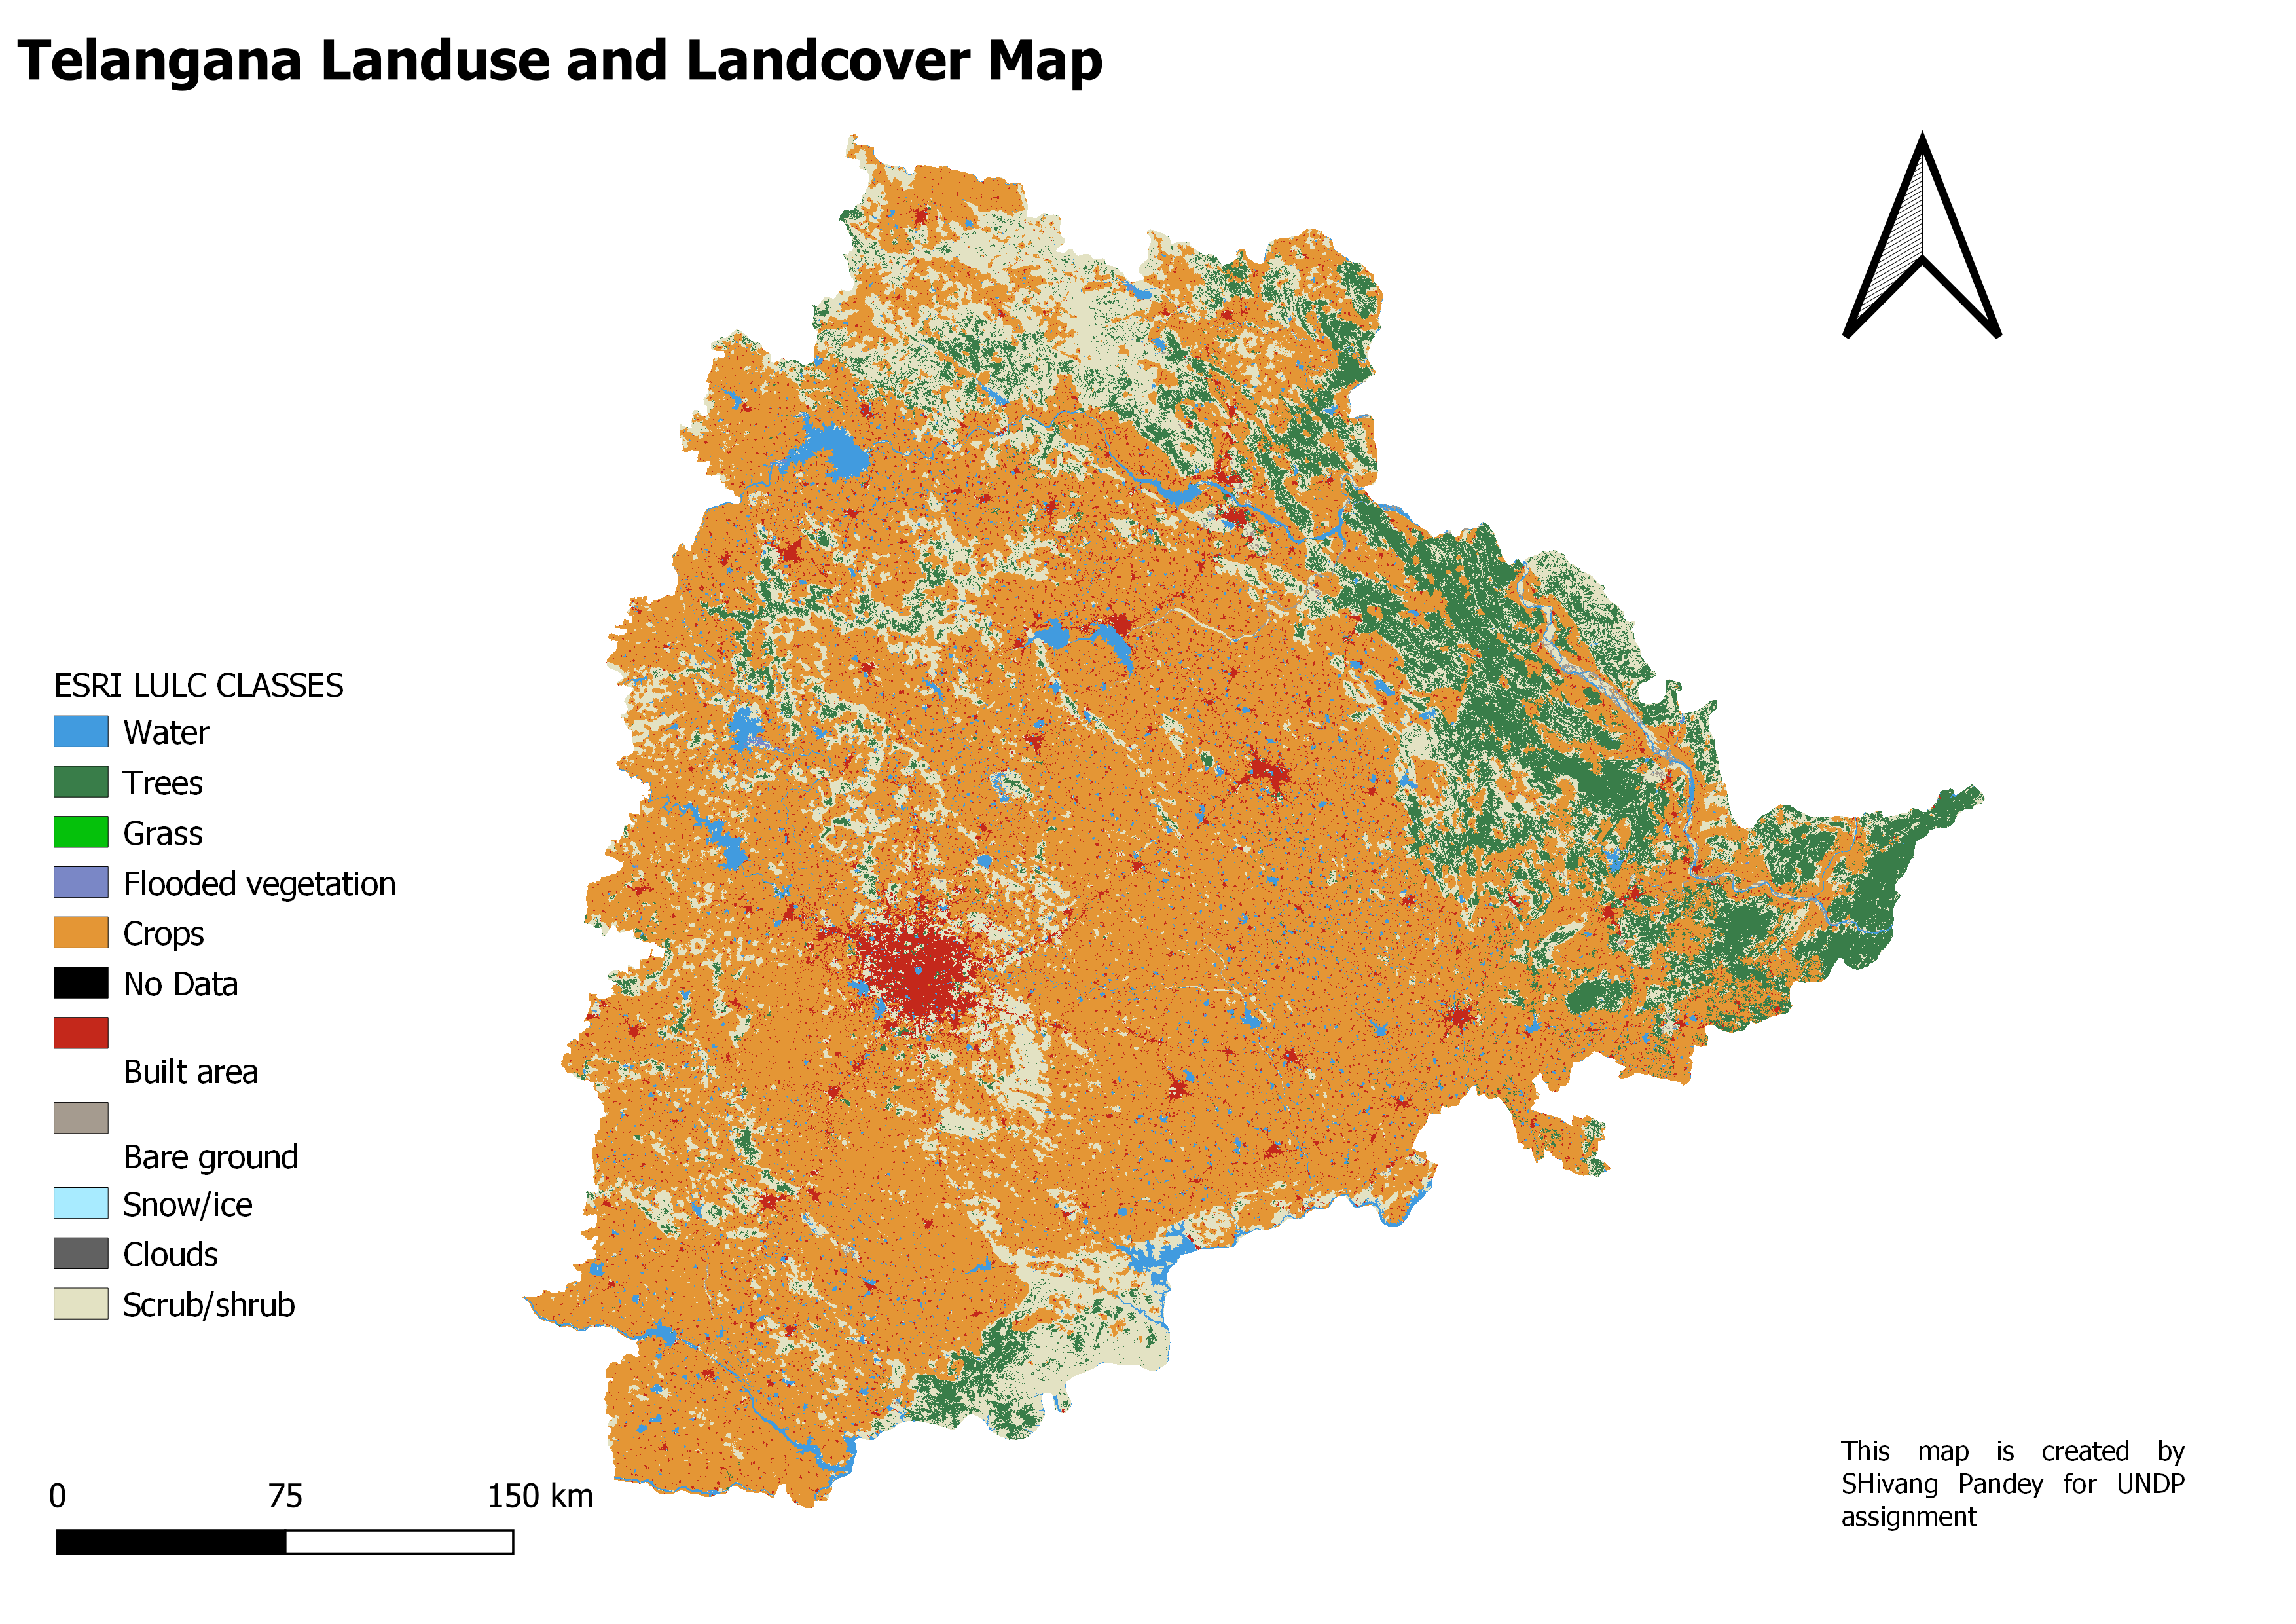 Telangana Landuse and Landcover Map
ESRI LULC CLASSES
Water
Trees
Grass
Flooded vegetation
Crops
No Data
Built area
Bare ground
Snow/ice
Clouds
Scrub/shrub
0 75 150 km
This map is created by
SHivang Pandey for UNDP
assignment